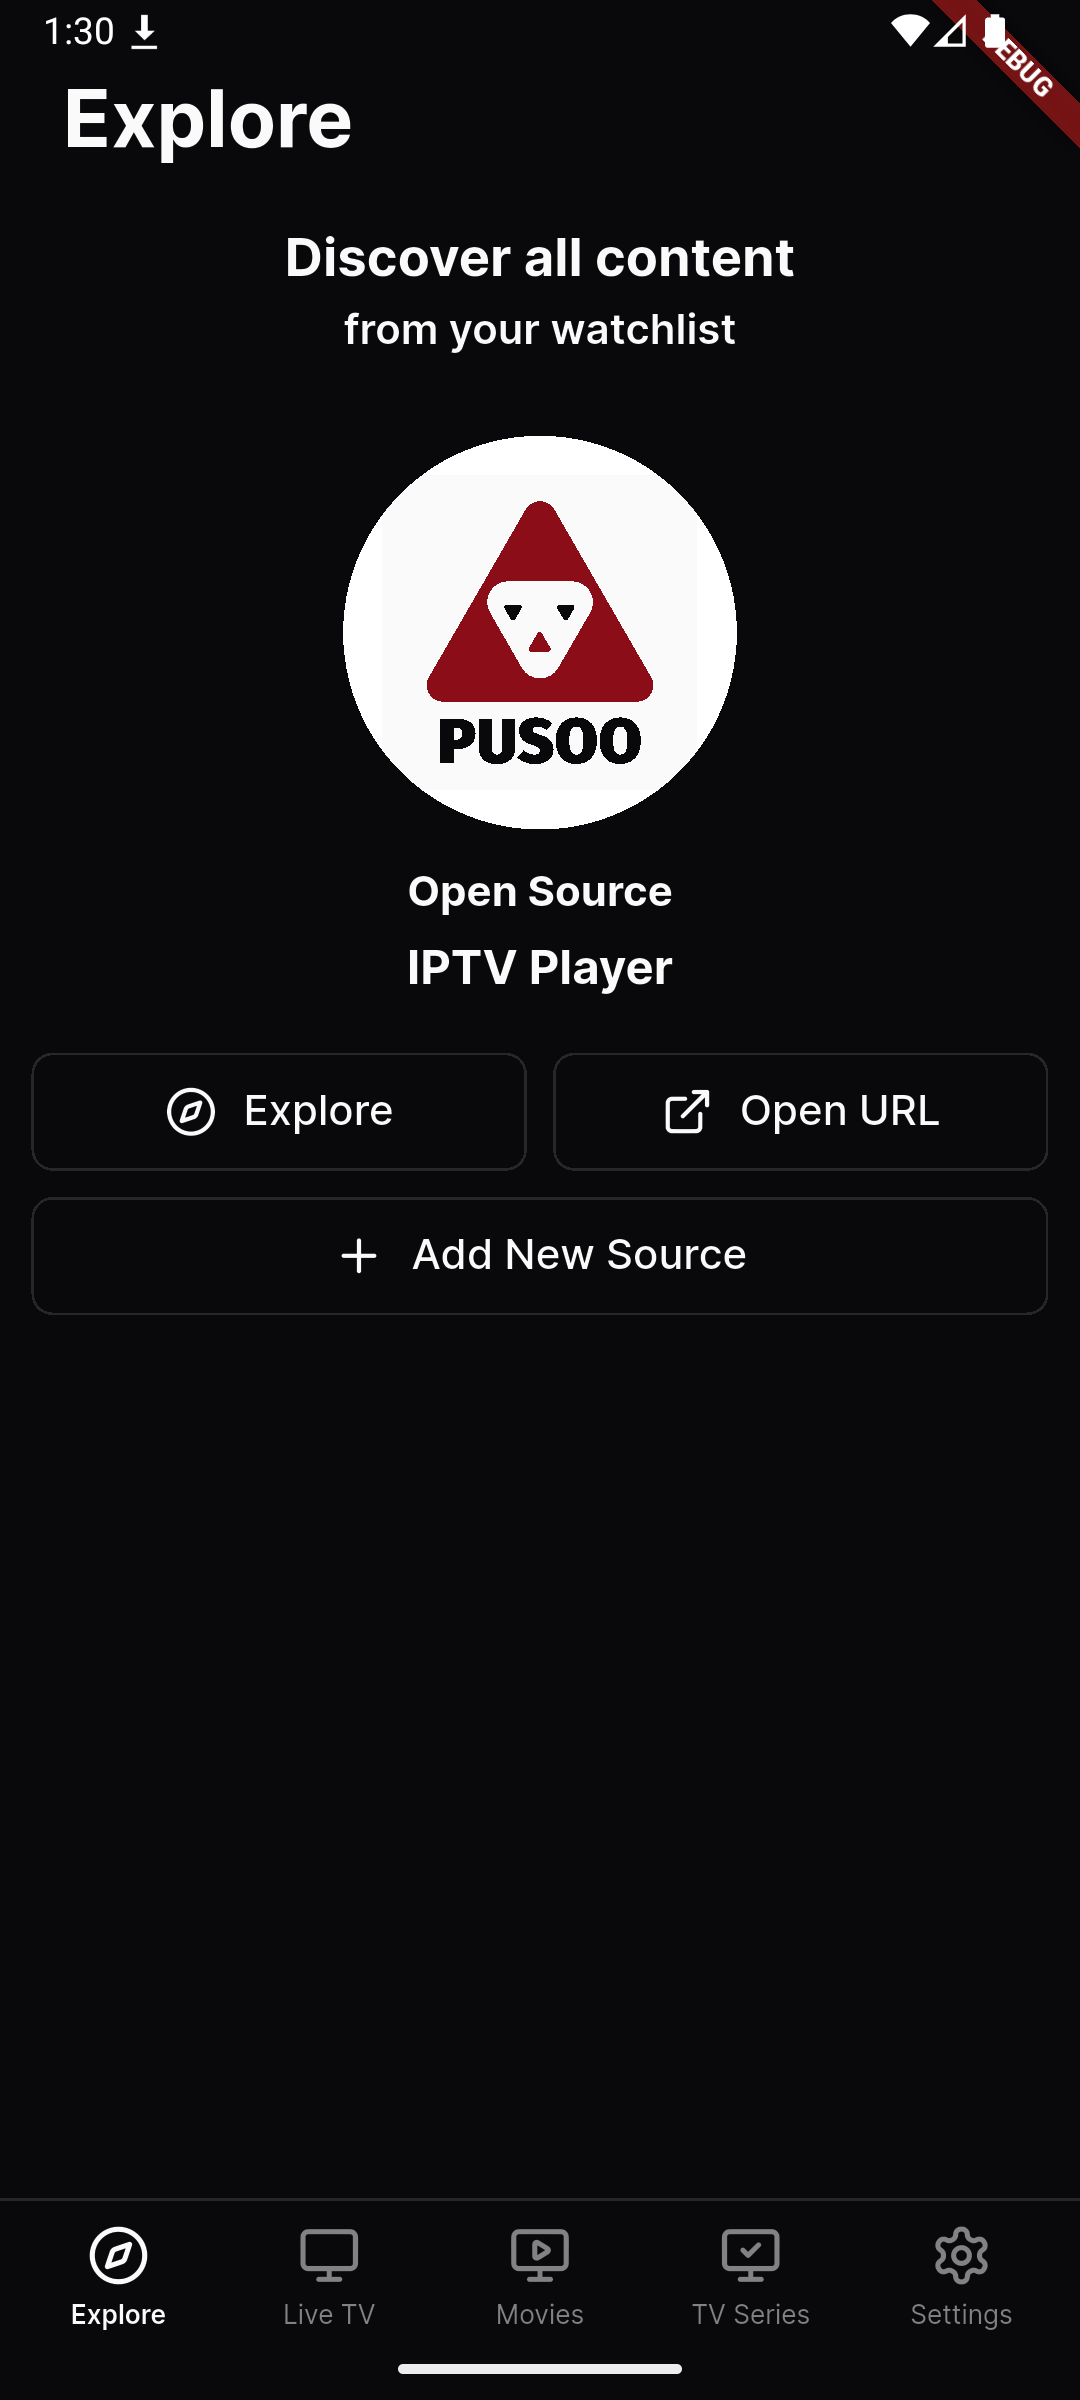 1:30
EBUG
Explore
Discover all content
from your watchlist
PUSOO
Open Source
IPTV Player
Explore
Open URL
Add New Source
Explore
Live TV
Movies
TV Series
Settings